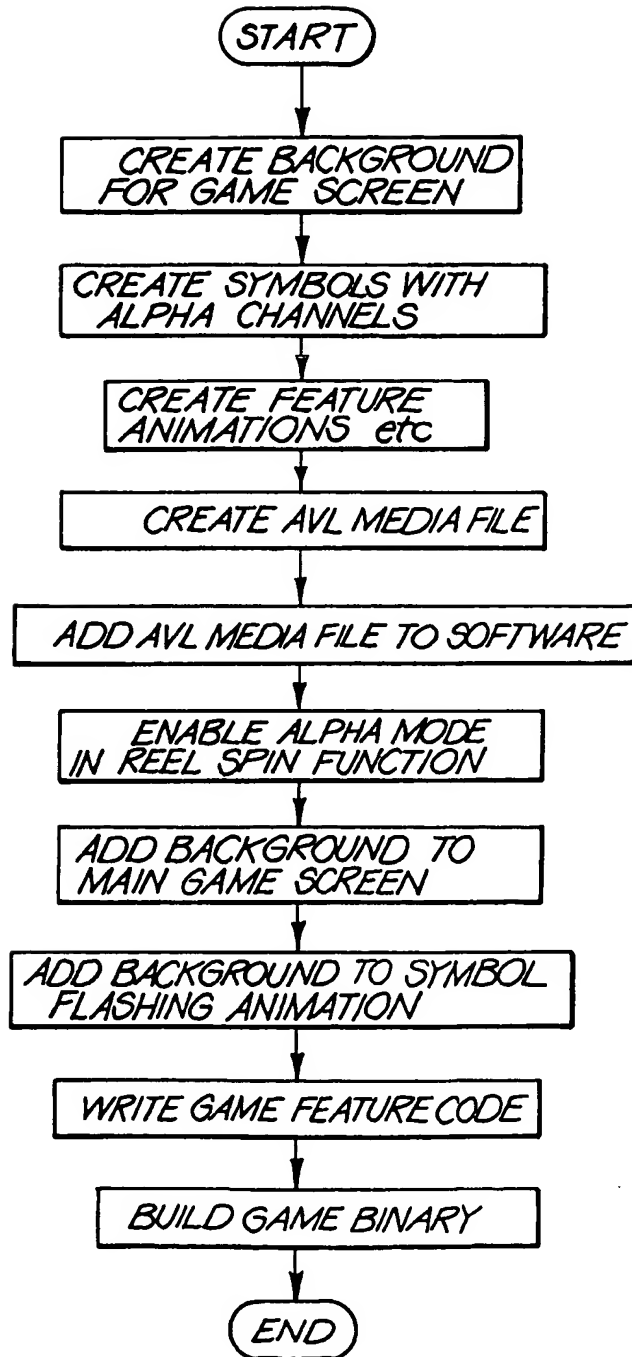 START
CREATE BACKGROUND
FOR GAME SCREEN
CREATE SYMBOLS WITH
ALPHA CHANNELS
CREATE FEATURE
ANIMATIONS etc
CREATE AVL MEDIA FILE
ADD AVL MEDIA FILE TO SOFTWARE
ENABLE ALPHA MODE
IN REEL SPIN FUNCTION
ADD BACKGROUND TO
MAIN GAME SCREEN
ADD BACKGROUND TO SYMBOL
FLASHING ANIMATION
WRITE GAME FEATURE CODE
BUILD GAME BINARY
END